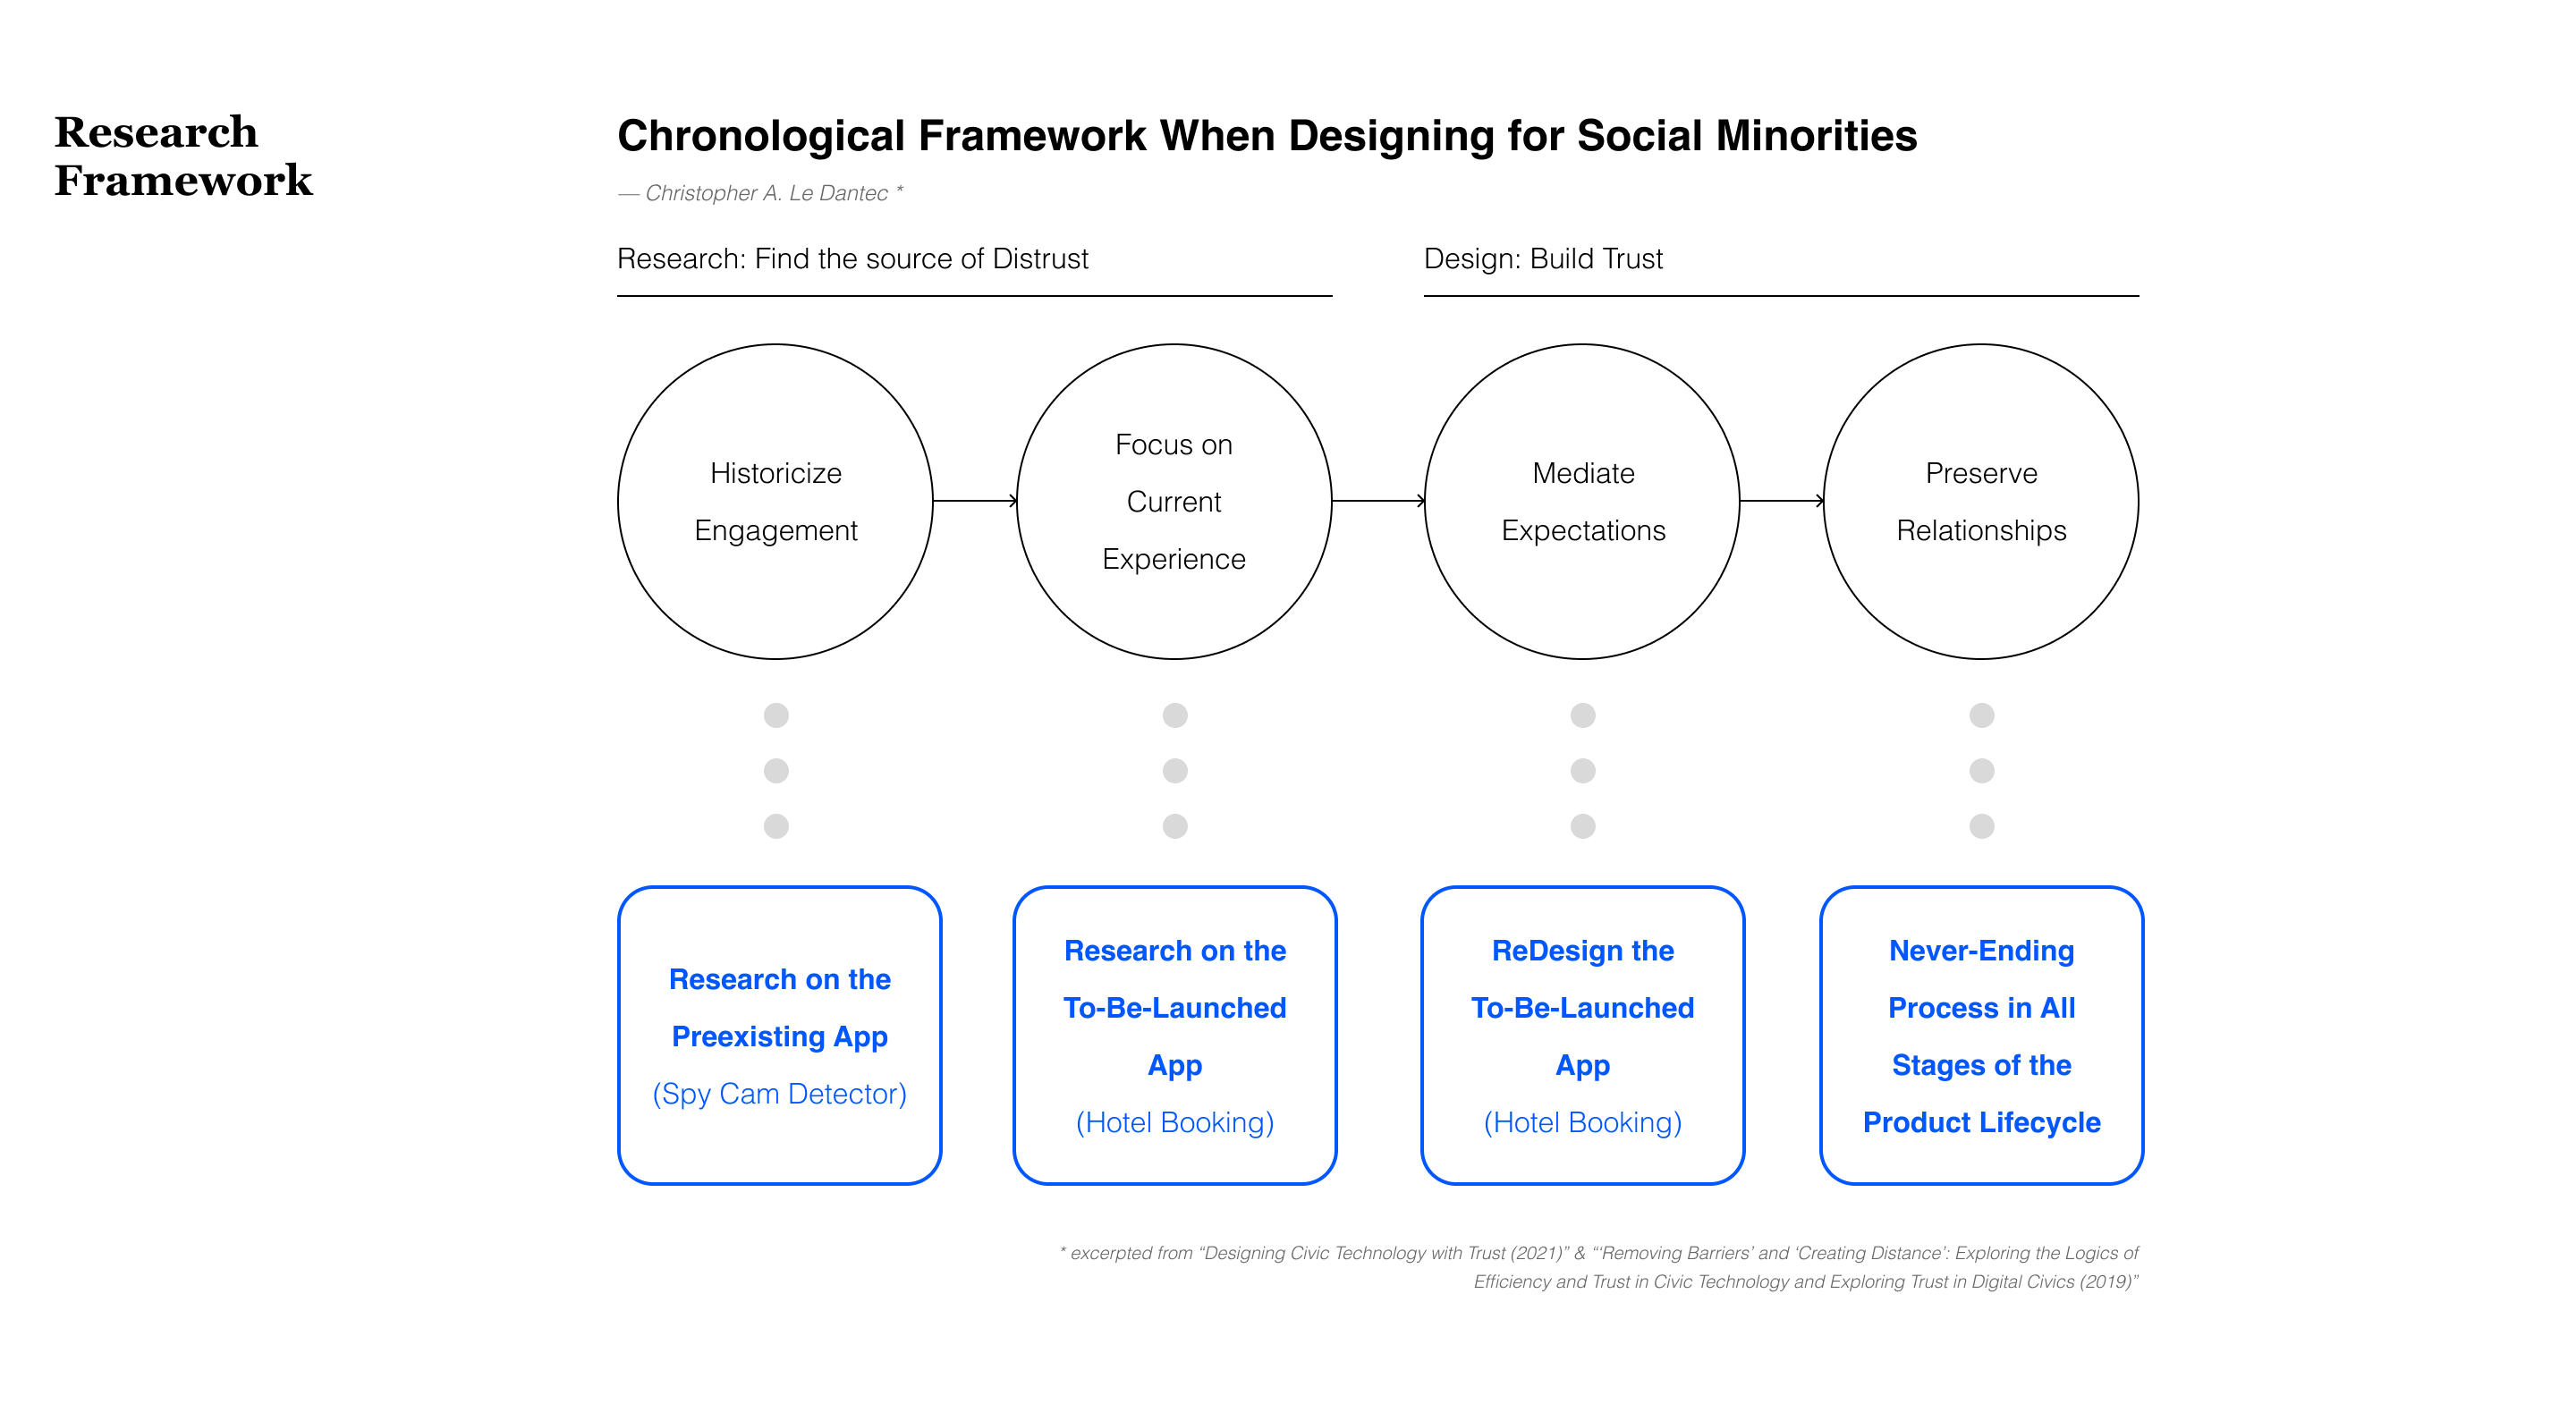 Research
Framework
Chronological Framework When Designing for Social Minorities
— Christopher A. Le Dantec *
Research: Find the source of Distrust
Design: Build Trust
Historicize
Engagement
Focus on
Current
Experience
Mediate
Expectations
Preserve
Relationships
Research on the
Preexisting App
(Spy Cam Detector)
Research on the
To-Be-Launched
App
(Hotel Booking)
ReDesign the
To-Be-Launched
App
(Hotel Booking)
Never-Ending
Process in All
Stages of the
Product Lifecycle
* excerpted from “Designing Civic Technology with Trust (2021)” & “‘Removing Barriers’ and ‘Creating Distance’: Exploring the Logics of
Efficiency and Trust in Civic Technology and Exploring Trust in Digital Civics (2019)”